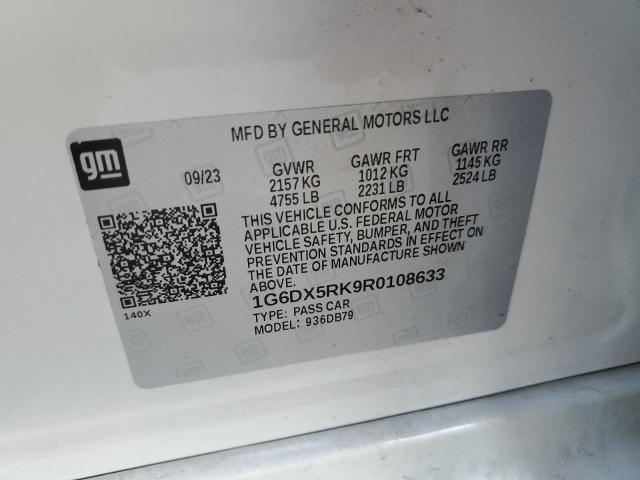 gm
MFD BY GENERAL MOTORS LLC
09/23
GVWR
2157 KG
4755 LB
GAWR FRT
1012 KG
2231 LB
GAWR RR
1145 KG
2524 LB
THIS VEHICLE CONFORMS TO ALL
APPLICABLE U.S. FEDERAL MOTOR
VEHICLE SAFETY, BUMPER, AND THEFT
PREVENTION STANDARDS IN EFFECT ON
THE DATE OF MANUFACTURE SHOWN
ABOVE.
1G6DX5RK9R0108633
TYPE: PASS CAR
MODEL: 936DB79
140X